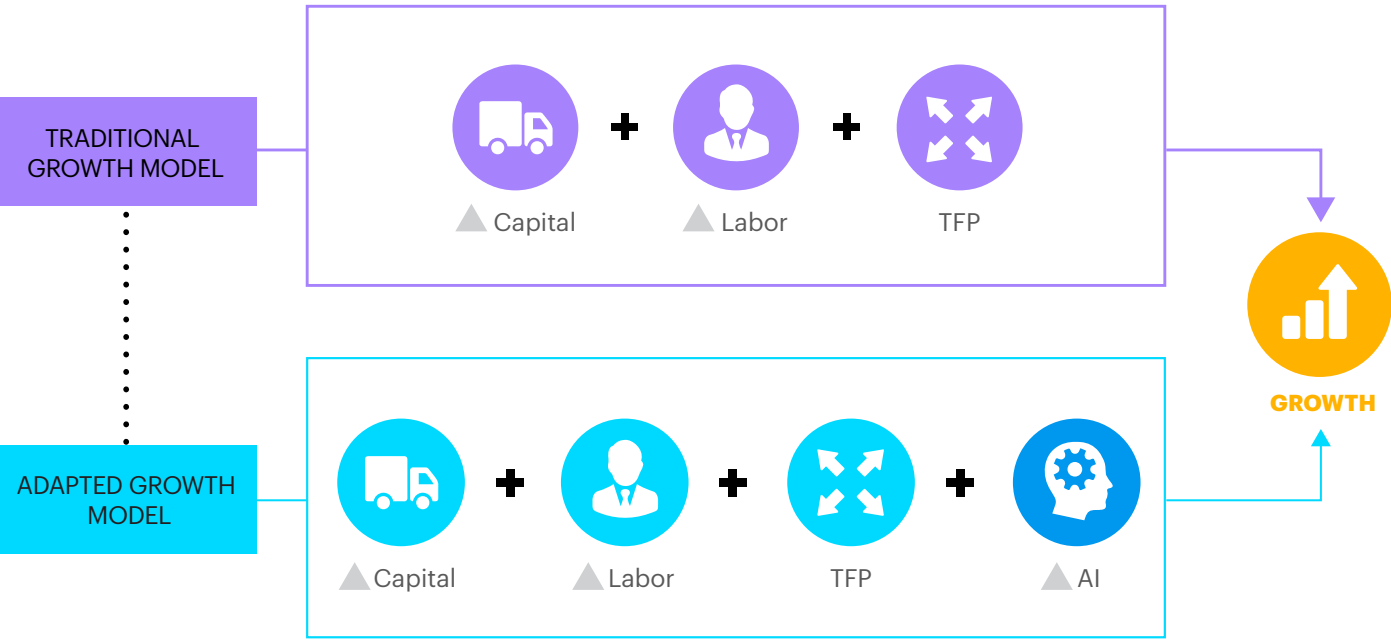 TRADITIONAL
GROWTH MODEL
Capital
Labor
TFP
GROWTH
ADAPTED GROWTH
MODEL
Capital
Labor
TFP
AI